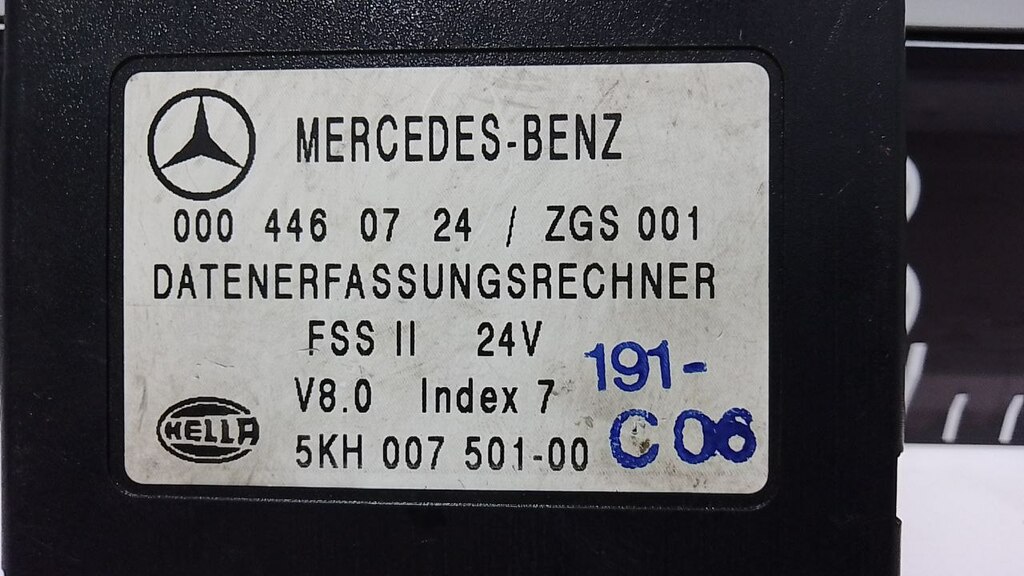 MERCEDES-BENZ
000 446 07 24 / ZGS 001
DATENERFASSUNGSRECHNER
FSS II 24V
V8.0 Index 7
191-
HELLA
5KH 007 501-00
C 06